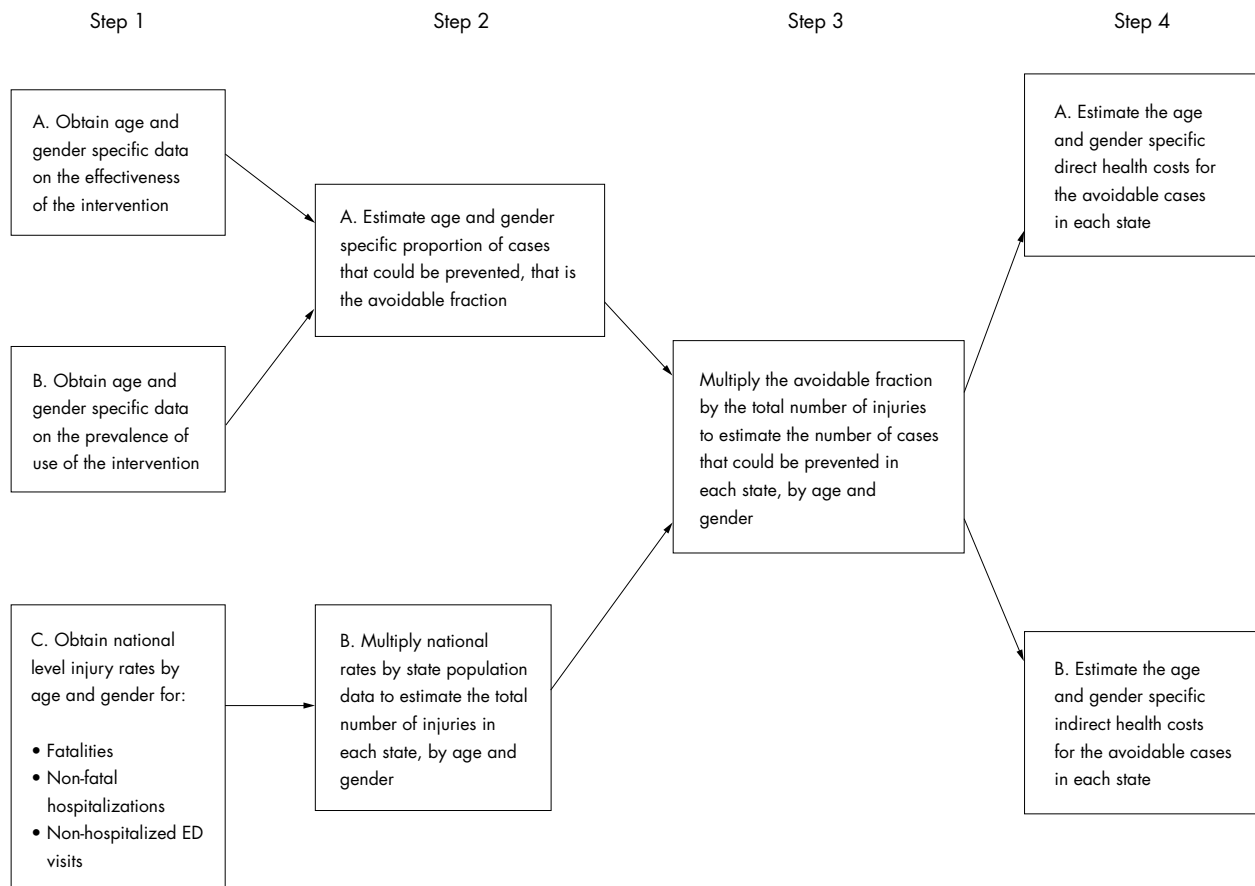 Step 1
Step 2
Step 3
Step 4
A. Obtain age and
gender specific data
on the effectiveness
of the intervention
B. Obtain age and
gender specific data
on the prevalence of
use of the intervention
C. Obtain national
level injury rates by
age and gender for:
• Fatalities
• Non-fatal
hospitalizations
• Non-hospitalized ED
visits
A. Estimate age and gender
specific proportion of cases
that could be prevented, that is
the avoidable fraction
B. Multiply national
rates by state population
data to estimate the total
number of injuries in
each state, by age and
gender
Multiply the avoidable fraction
by the total number of injuries
to estimate the number of cases
that could be prevented in
each state, by age and
gender
A. Estimate the age
and gender specific
direct health costs for
the avoidable cases
in each state
B. Estimate the age
and gender specific
indirect health costs
for the avoidable cases
in each state